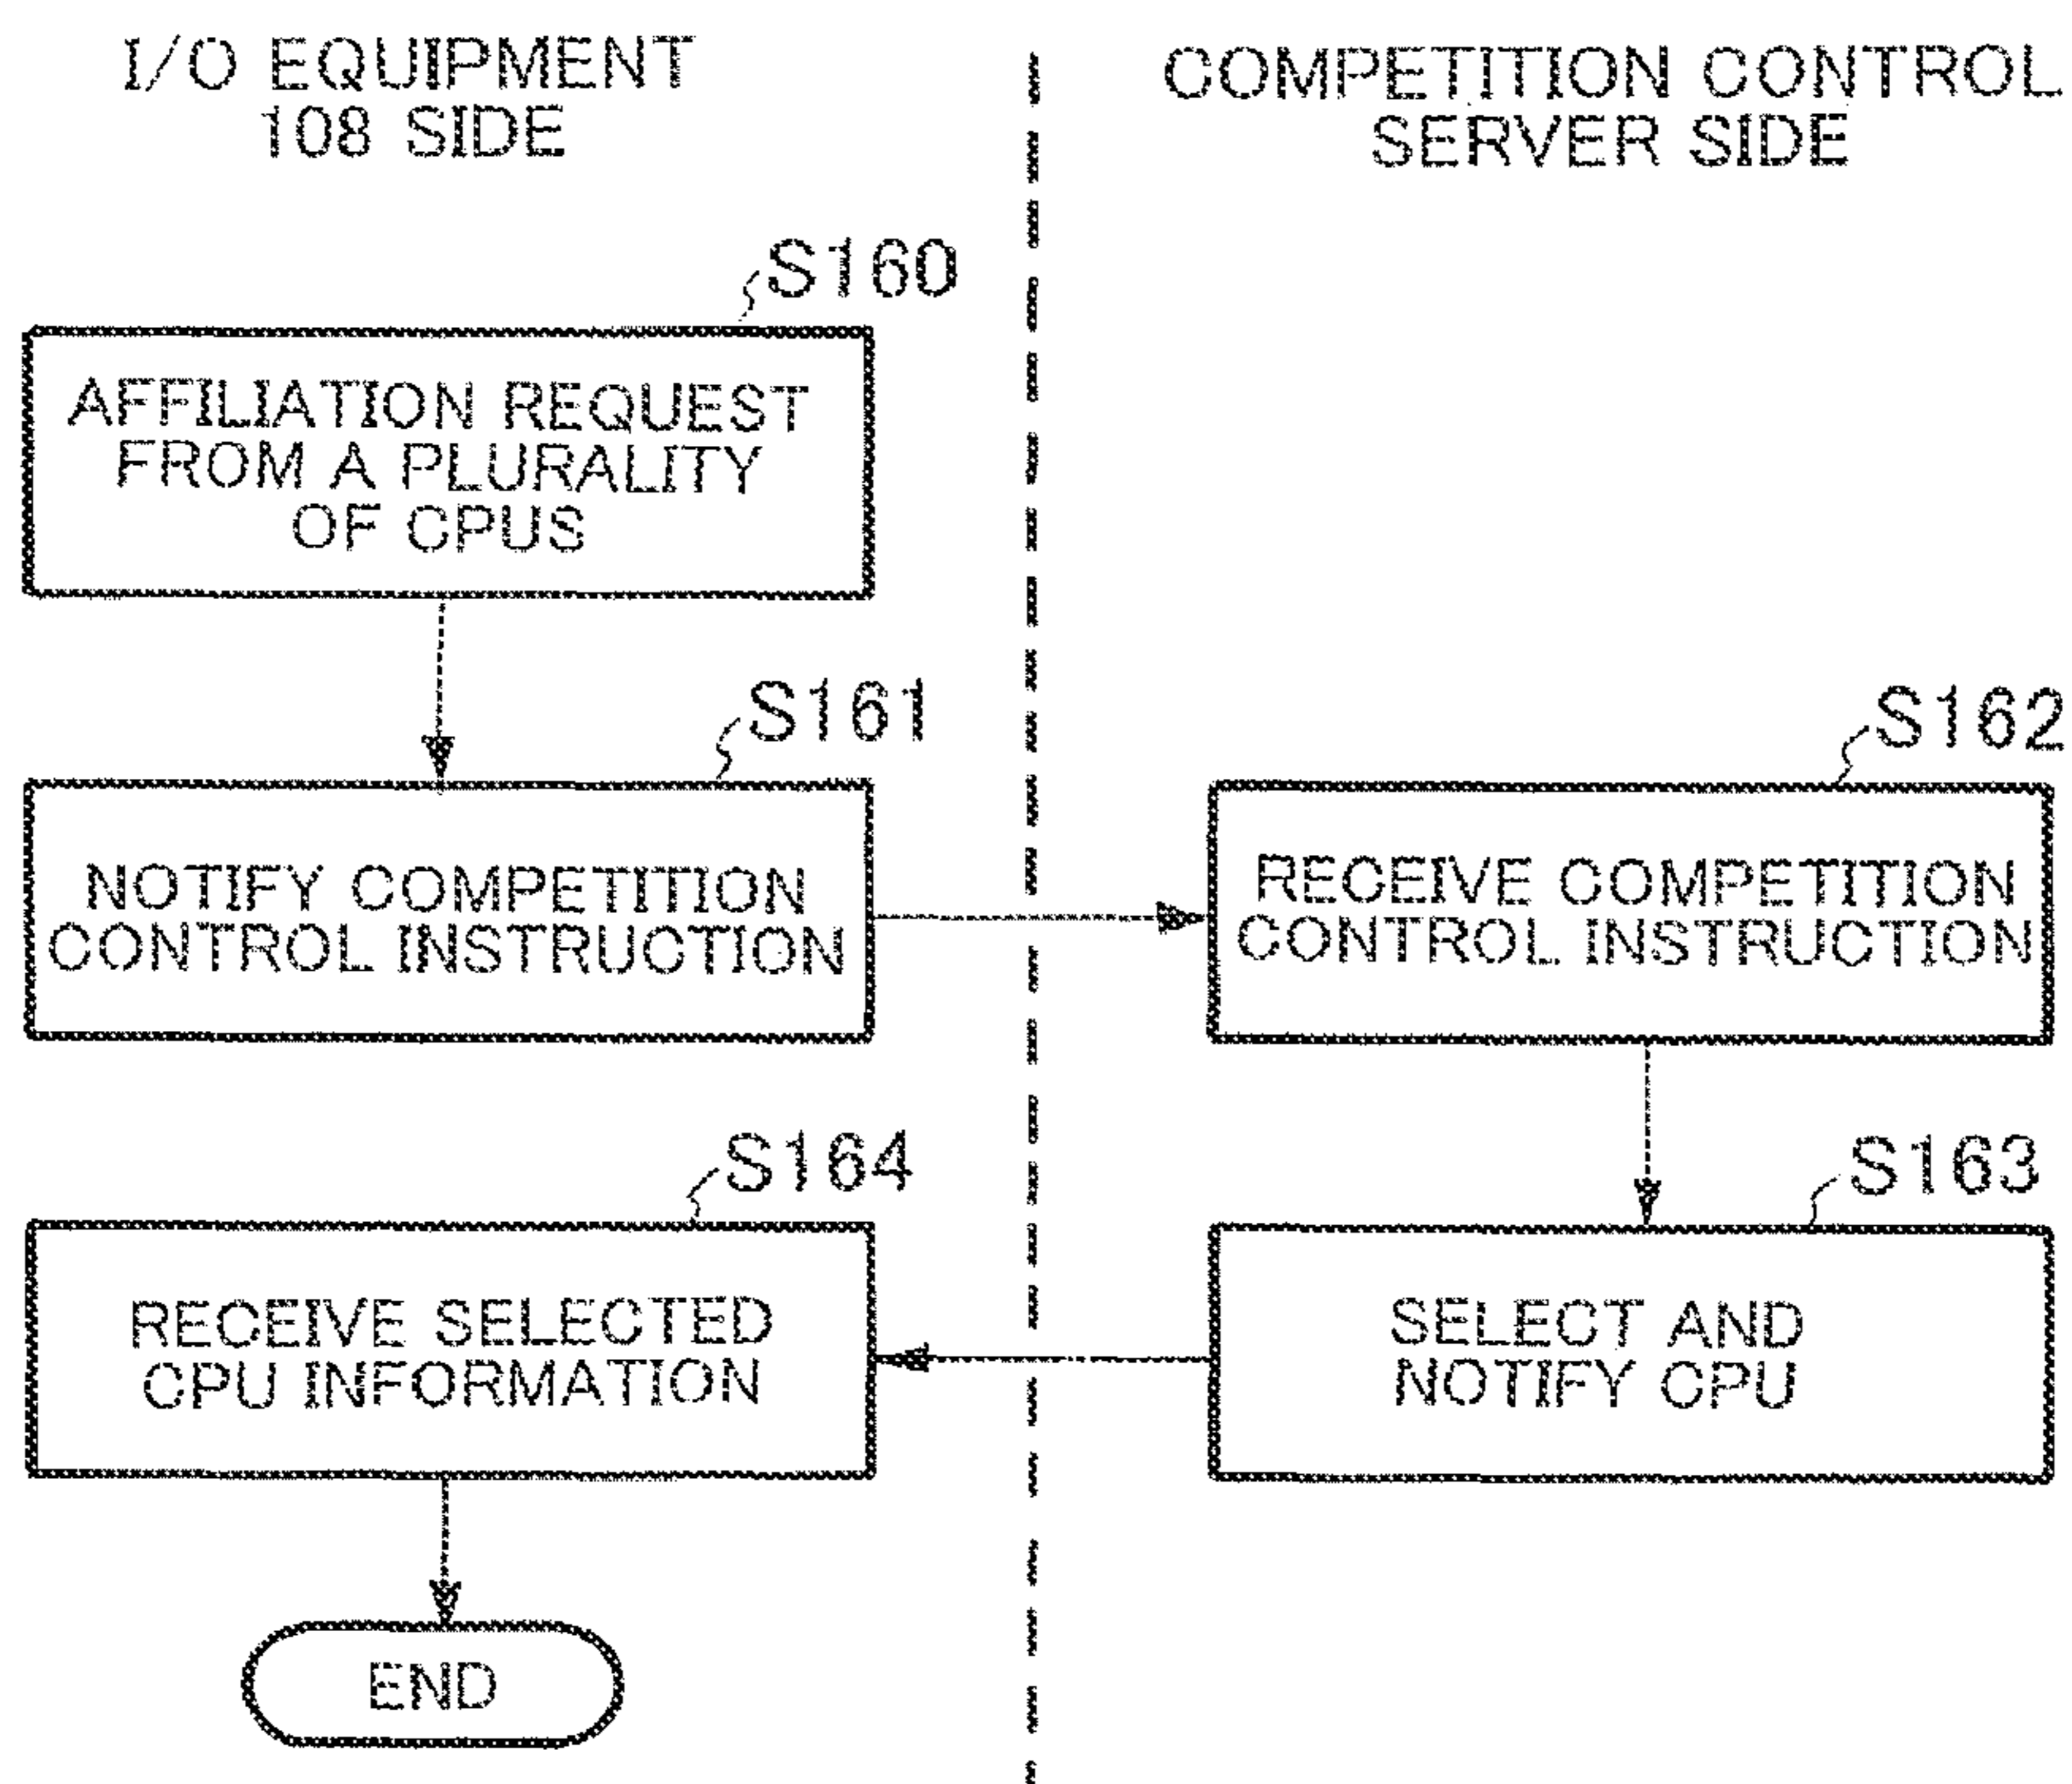 I/O EQUIPMENT
108 SIDE
COMPETITION CONTROL
SERVER SIDE
S160
AFFILIATION REQUEST
FROM A PLURALITY
OF CPUS
S161
NOTIFY COMPETITION
CONTROL INSTRUCTION
S162
RECEIVE COMPETITION
CONTROL INSTRUCTION
S163
SELECT AND
NOTIFY CPU
S164
RECEIVE SELECTED
CPU INFORMATION
END